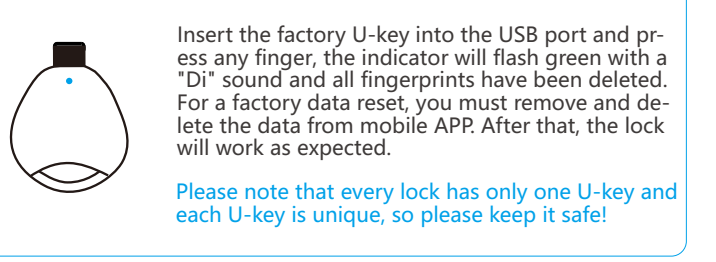 Insert the factory U-key into the USB port and pr-
ess any finger, the indicator will flash green with a
"Di" sound and all fingerprints have been deleted.
For a factory data reset, you must remove and de-
lete the data from mobile APP. After that, the lock
will work as expected.
Please note that every lock has only one U-key and
each U-key is unique, so please keep it safe!